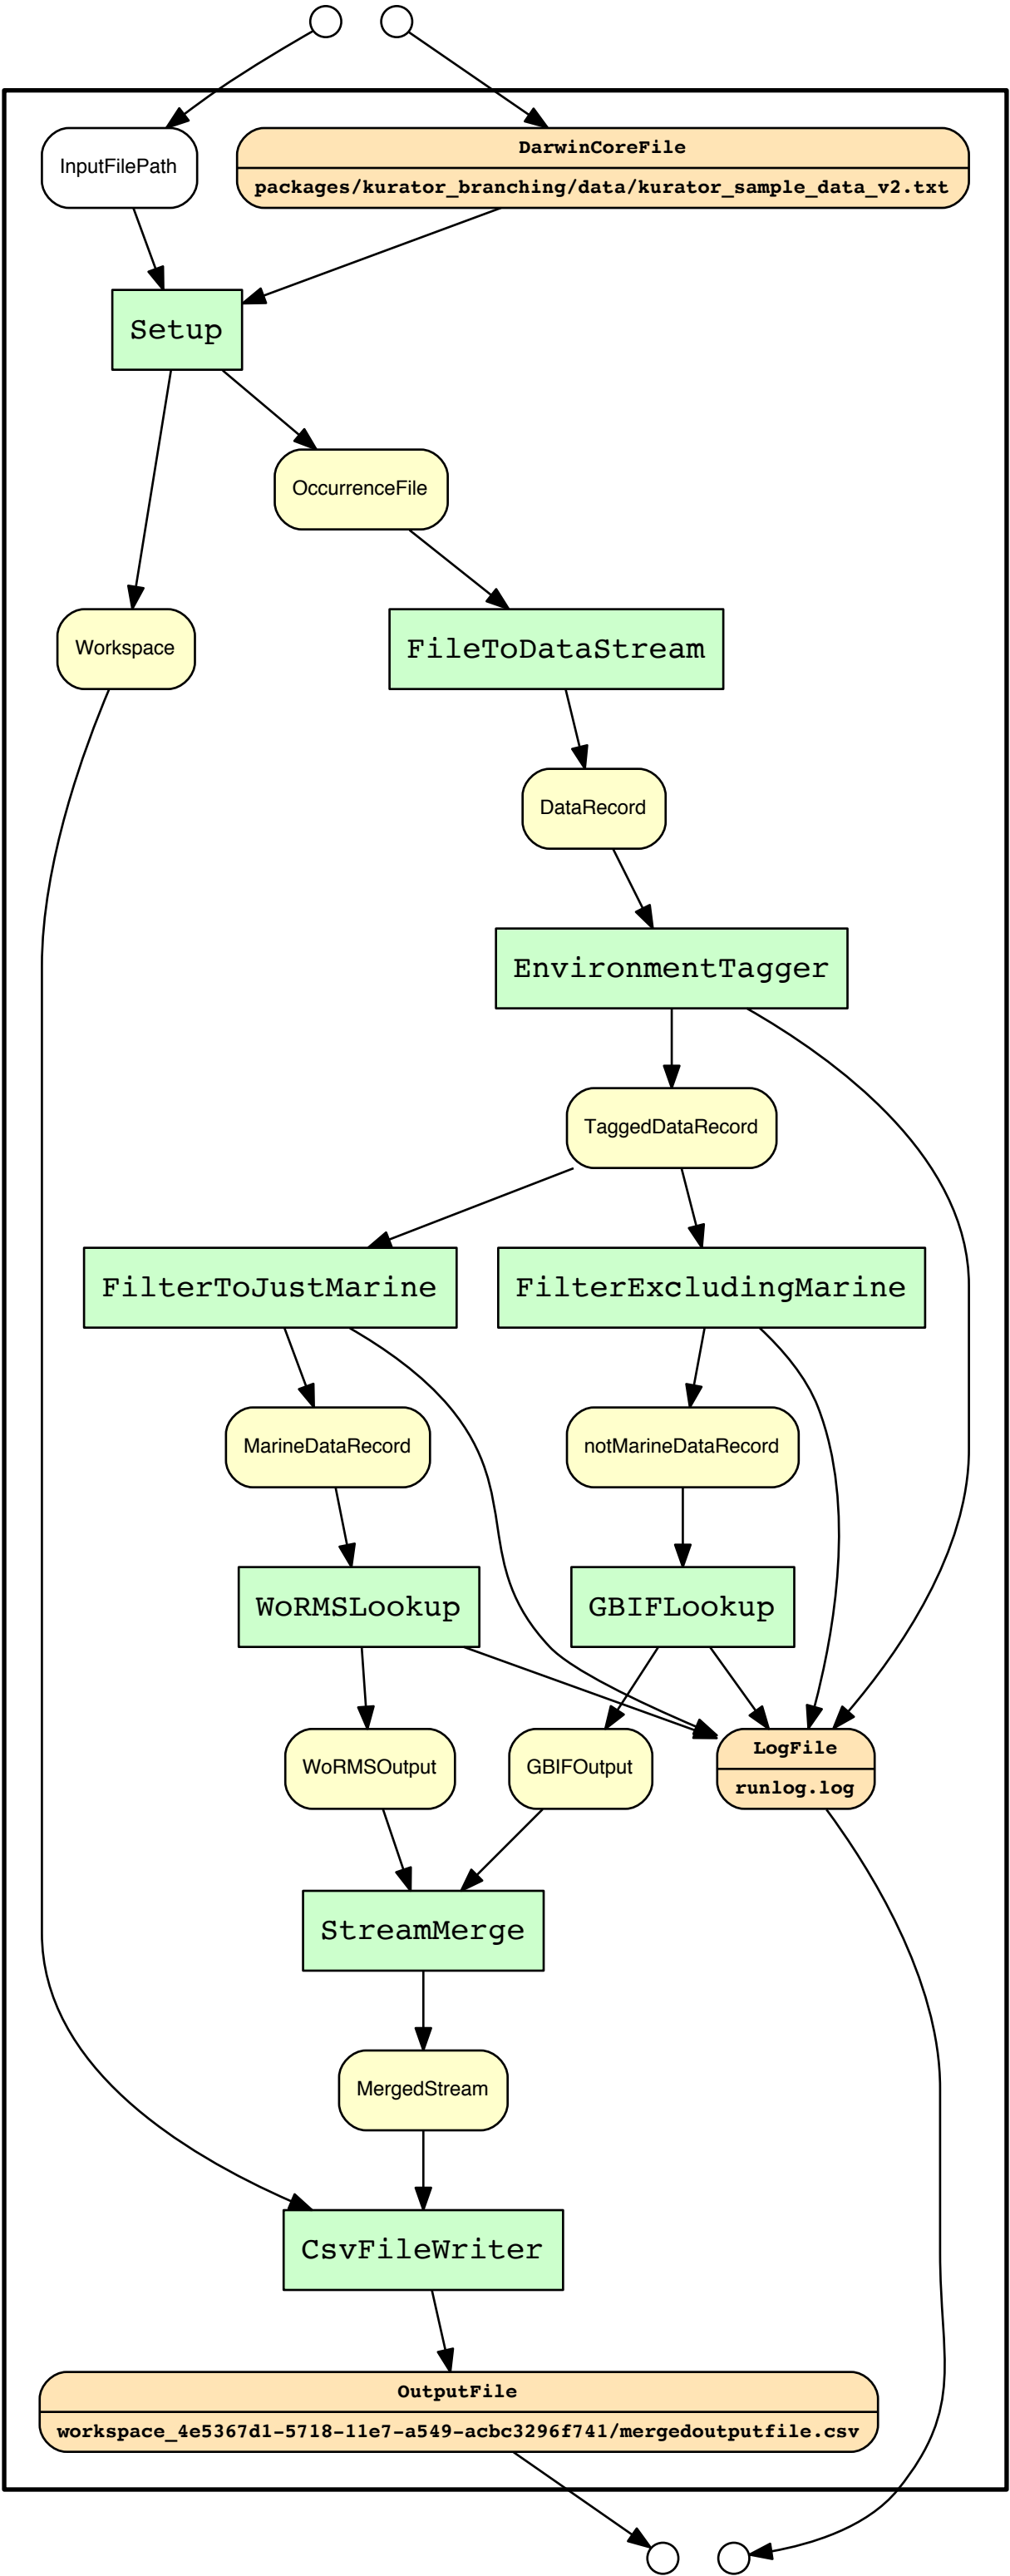 InputFilePath
DarwinCoreFile
packages/kurator_branching/data/kurator_sample_data_v2.txt
Setup
OccurrenceFile
Workspace
FileToDataStream
DataRecord
EnvironmentTagger
TaggedDataRecord
FilterToJustMarine
FilterExcludingMarine
MarineDataRecord
notMarineDataRecord
WoRMSLookup
GBIFLookup
WoRMSOutput
GBIFOutput
LogFile
runlog.log
StreamMerge
MergedStream
CsvFileWriter
OutputFile
workspace_4e5367d1-5718-11e7-a549-acbc3296f741/mergedoutputfile.csv